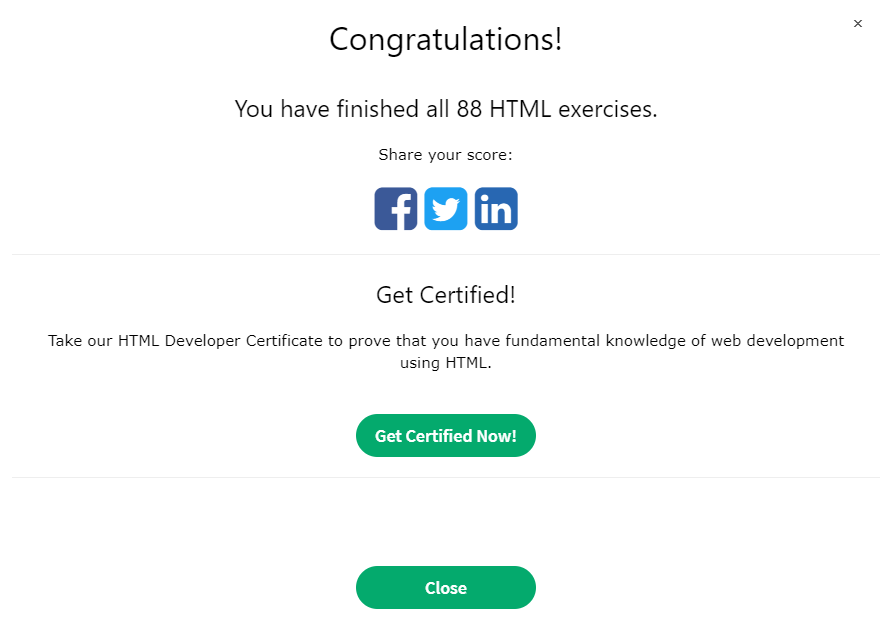 ×
Congratulations!
You have finished all 88 HTML exercises.
Share your score:
f in
Get Certified!
Take our HTML Developer Certificate to prove that you have fundamental knowledge of web development
using HTML.
Get Certified Now!
Close